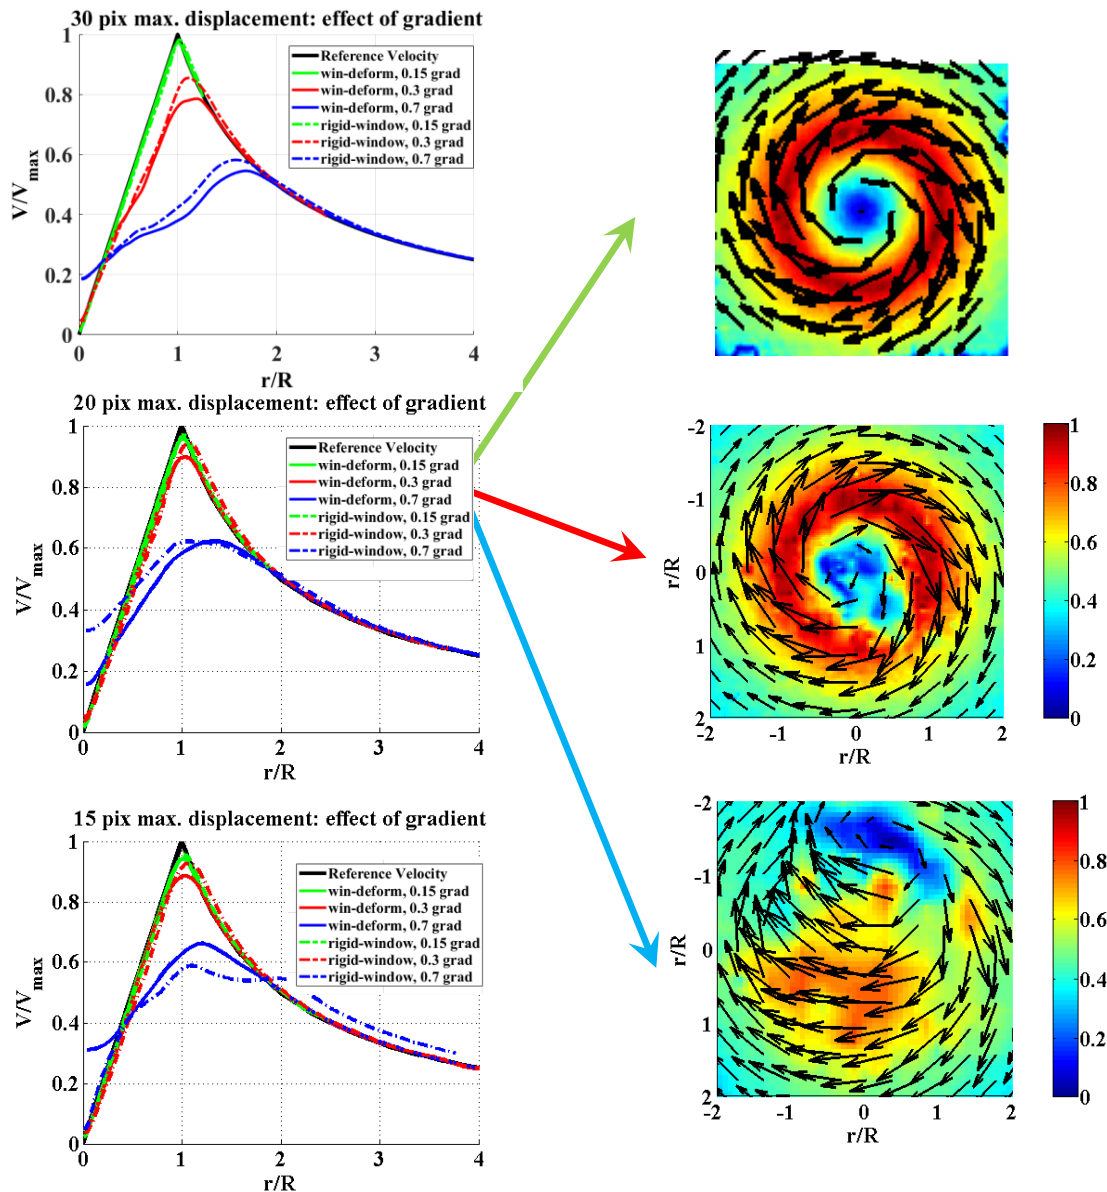 30 pix max. displacement: effect of gradient
1
0.8
0.6
0.4
0.2
0
V/Vmax
Reference Velocity
win-deform, 0.15 grad
win-deform, 0.3 grad
win-deform, 0.7 grad
rigid-window, 0.15 grad
rigid-window, 0.3 grad
rigid-window, 0.7 grad
0 1 2 3 4
r/R
20 pix max. displacement: effect of gradient
1
0.8
0.6
0.4
0.2
0
V/Vmax
Reference Velocity
win-deform, 0.15 grad
win-deform, 0.3 grad
win-deform, 0.7 grad
rigid-window, 0.15 grad
rigid-window, 0.3 grad
rigid-window, 0.7 grad
0 1 2 3 4
r/R
-2
-1
0
1
2
r/R
-2 -1 0 1 2
r/R
1
0.8
0.6
0.4
0.2
0
15 pix max. displacement: effect of gradient
1
0.8
0.6
0.4
0.2
0
V/Vmax
Reference Velocity
win-deform, 0.15 grad
win-deform, 0.3 grad
win-deform, 0.7 grad
rigid-window, 0.15 grad
rigid-window, 0.3 grad
rigid-window, 0.7 grad
0 1 2 3 4
r/R
-2
-1
0
1
2
r/R
-2 -1 0 1 2
r/R
1
0.8
0.6
0.4
0.2
0